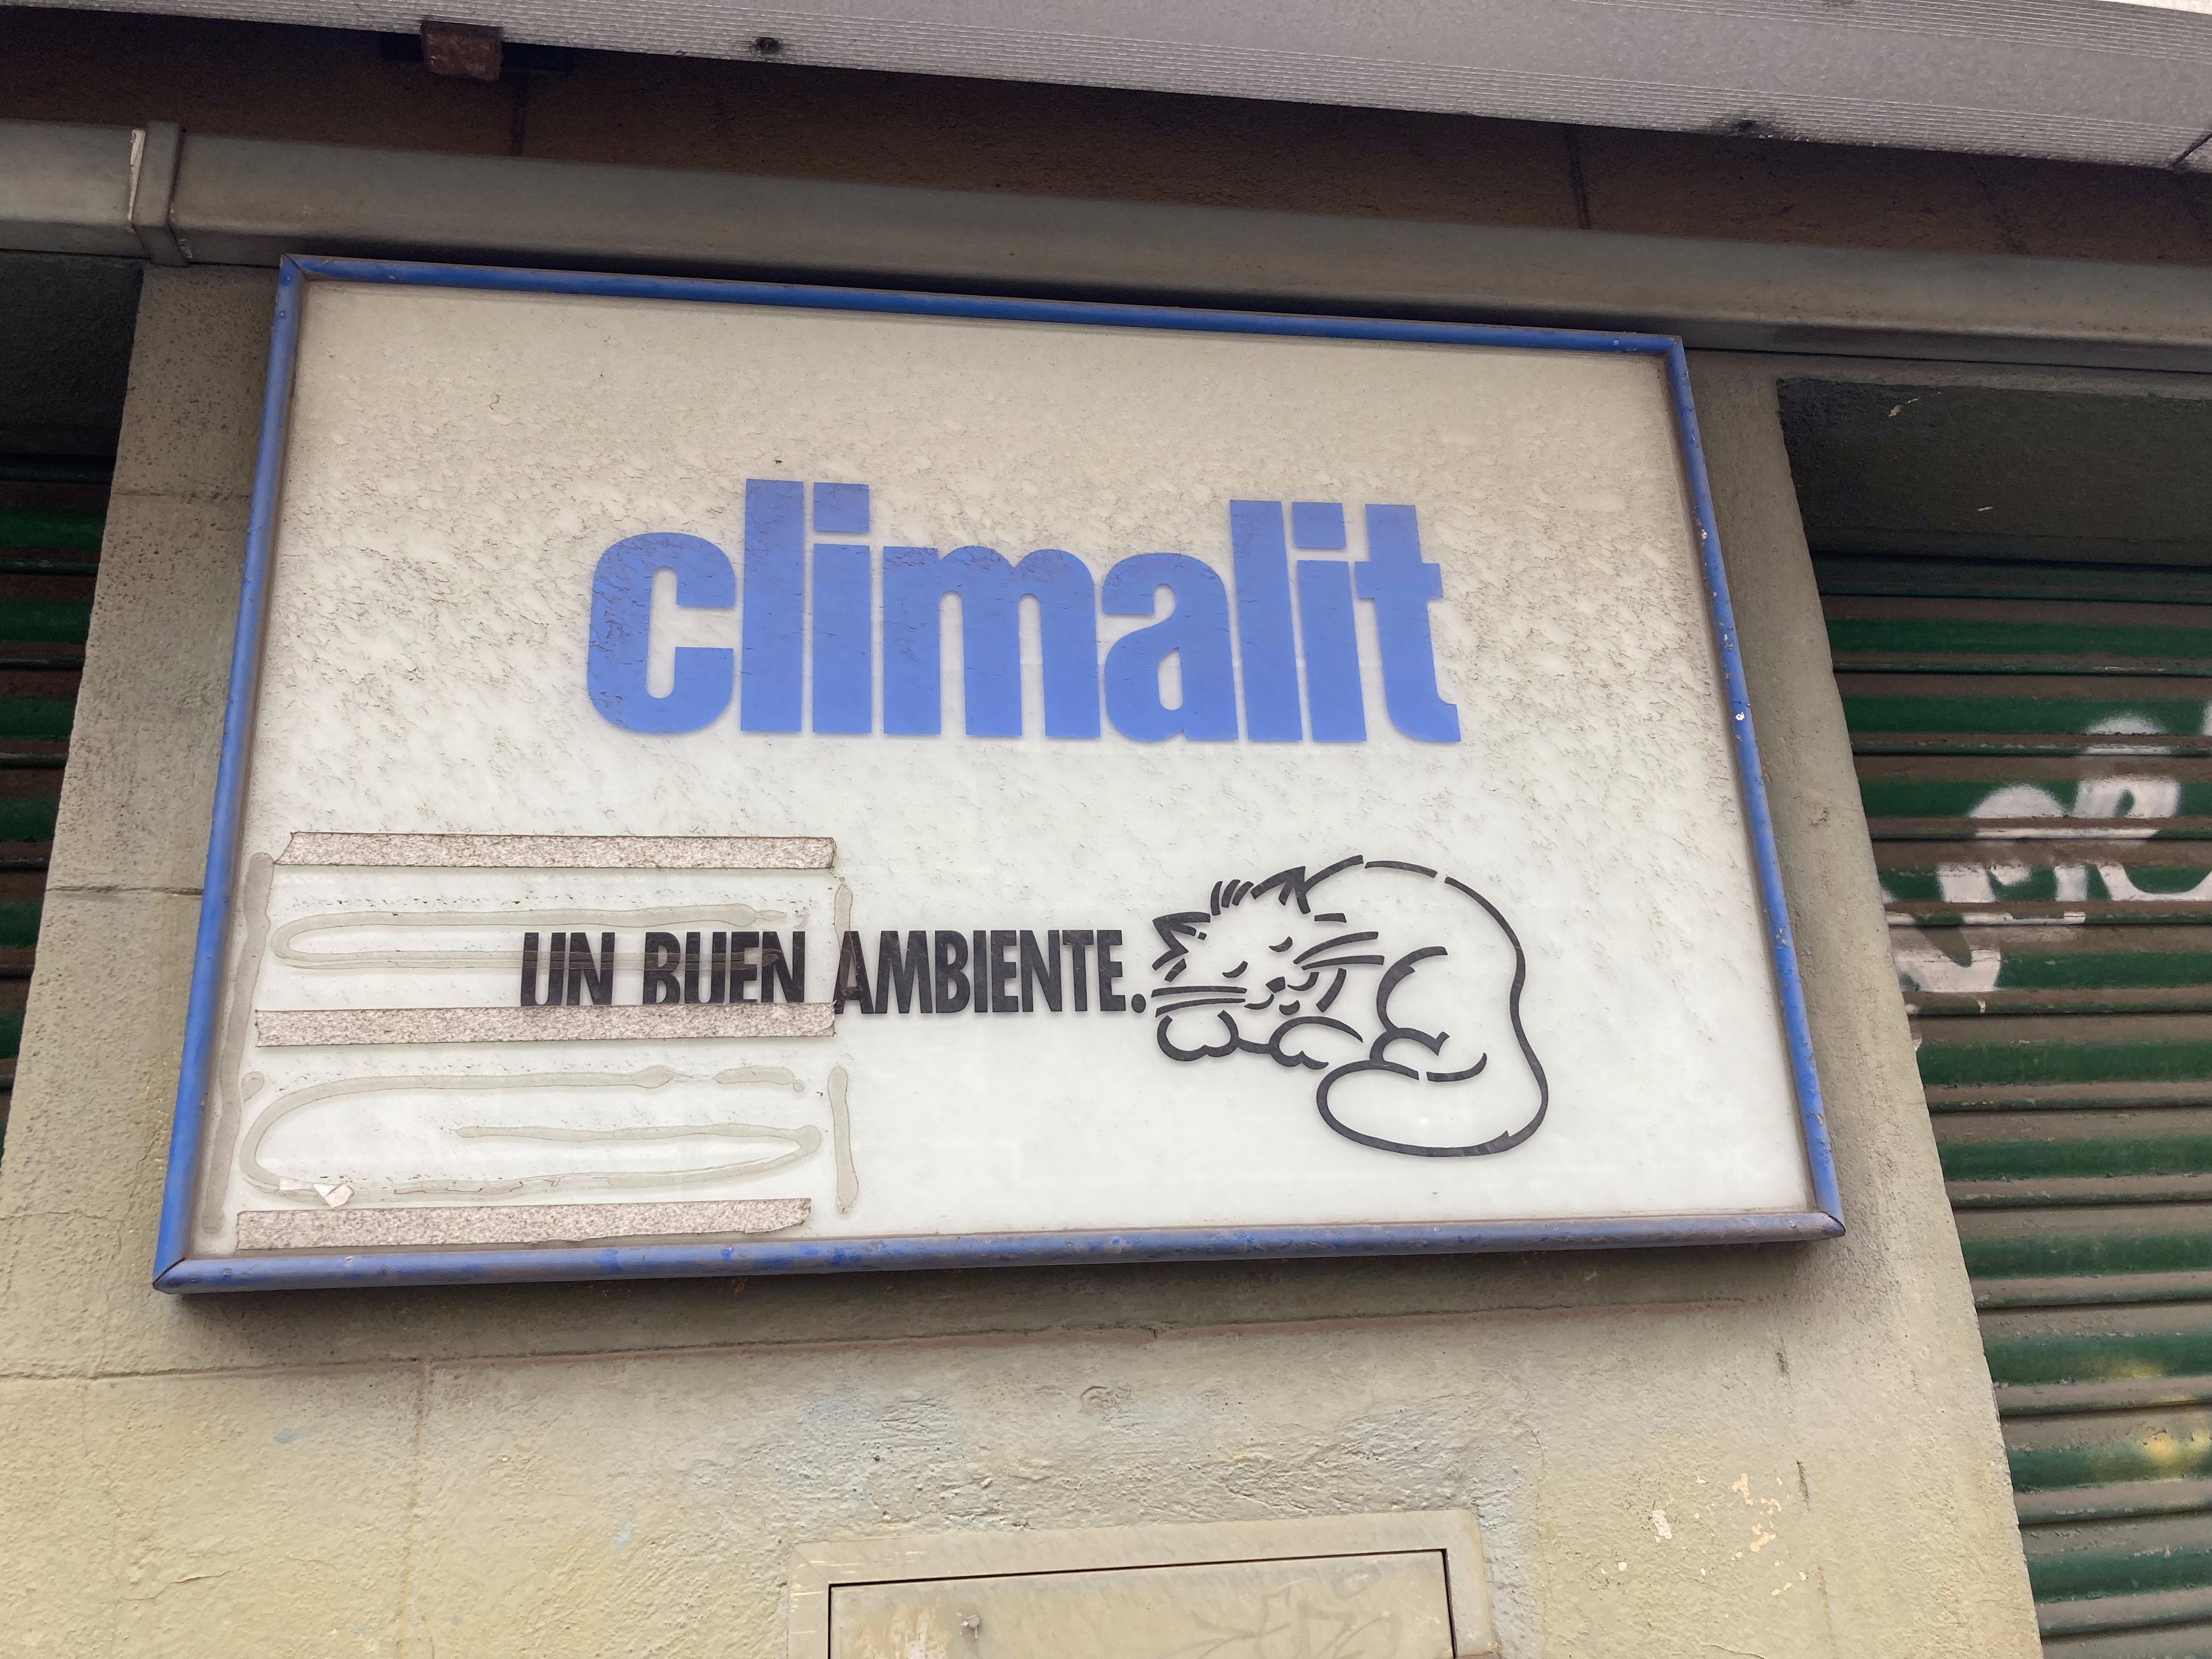 climalit
UN BUEN AMBIENTE.